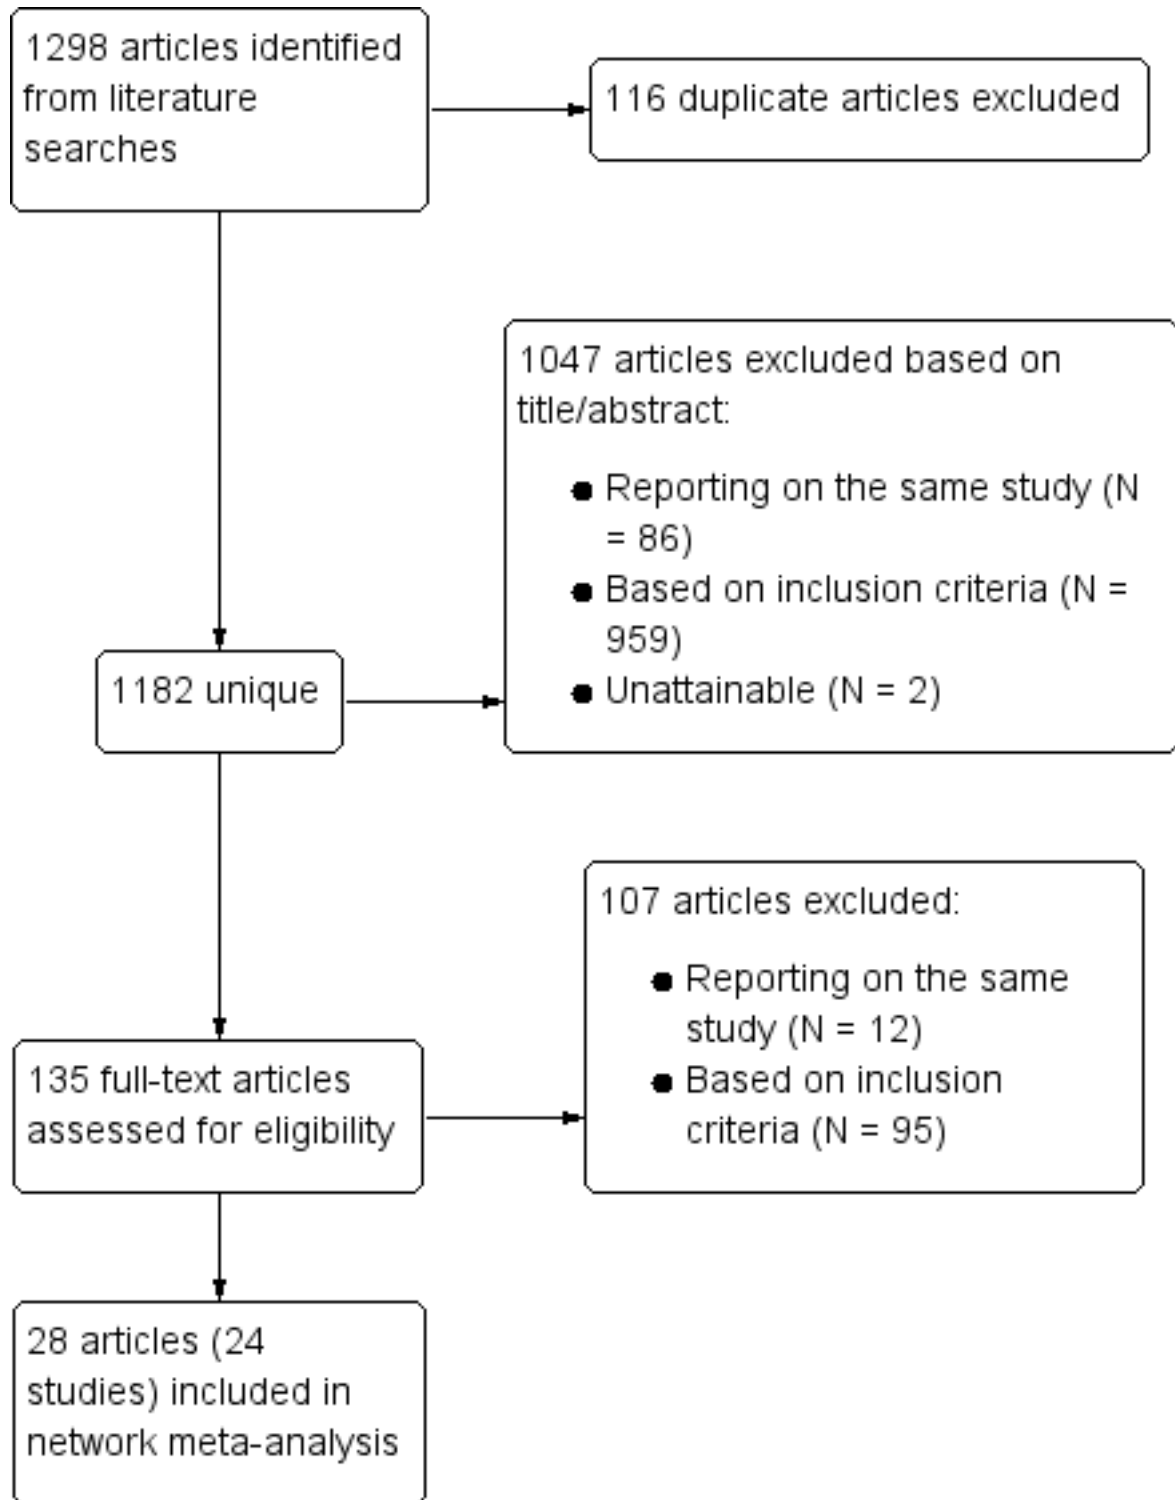 1298 articles identified
from literature
searches
116 duplicate articles excluded
1047 articles excluded based on
title/abstract:
● Reporting on the same study (N
= 86)
● Based on inclusion criteria (N =
959)
● Unattainable (N = 2)
1182 unique
107 articles excluded:
● Reporting on the same
study (N = 12)
● Based on inclusion
criteria (N = 95)
135 full-text articles
assessed for eligibility
28 articles (24
studies) included in
network meta-analysis